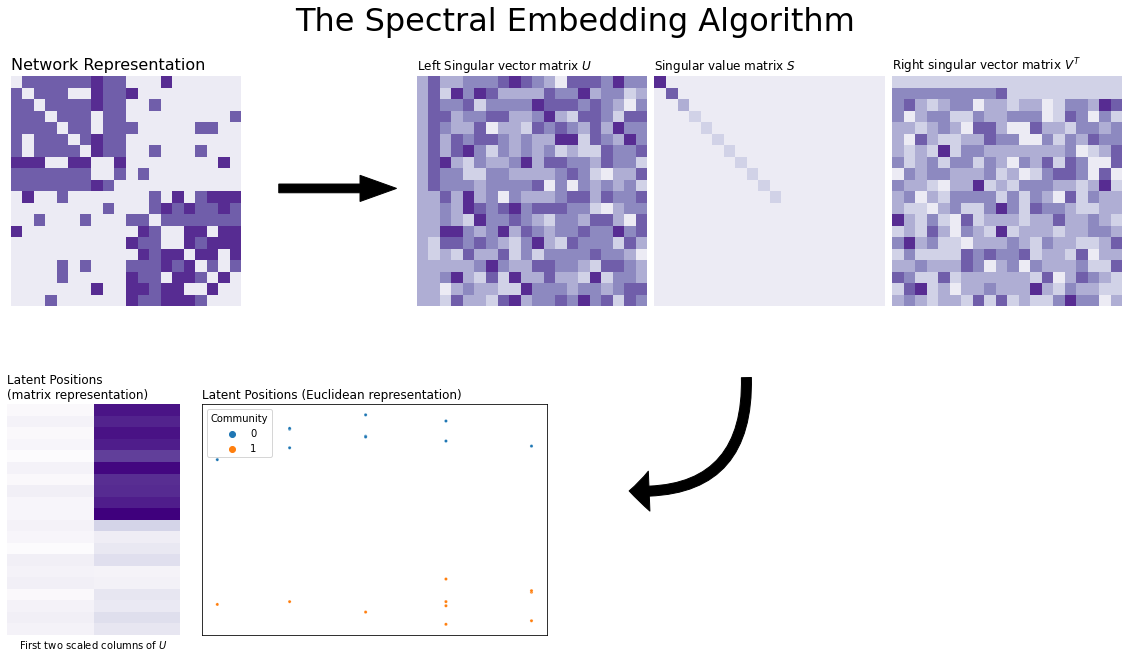 The Spectral Embedding Algorithm
Network Representation
Left Singular vector matrix U
Singular value matrix S
Right singular vector matrix V^T
Latent Positions
(matrix representation)
Latent Positions (Euclidean representation)
Community
0
1
First two scaled columns of U